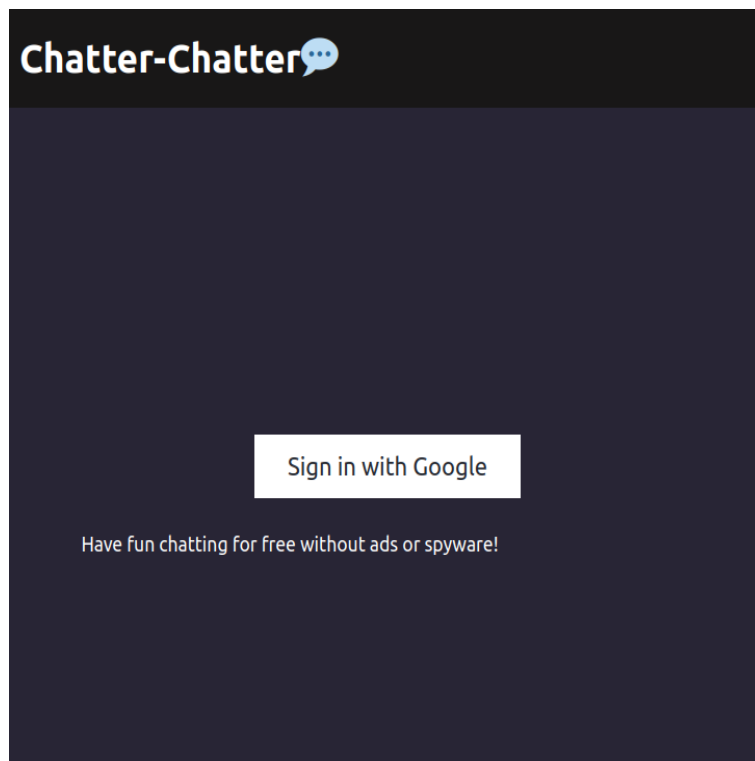 Chatter-Chatter💬
Sign in with Google
Have fun chatting for free without ads or spyware!